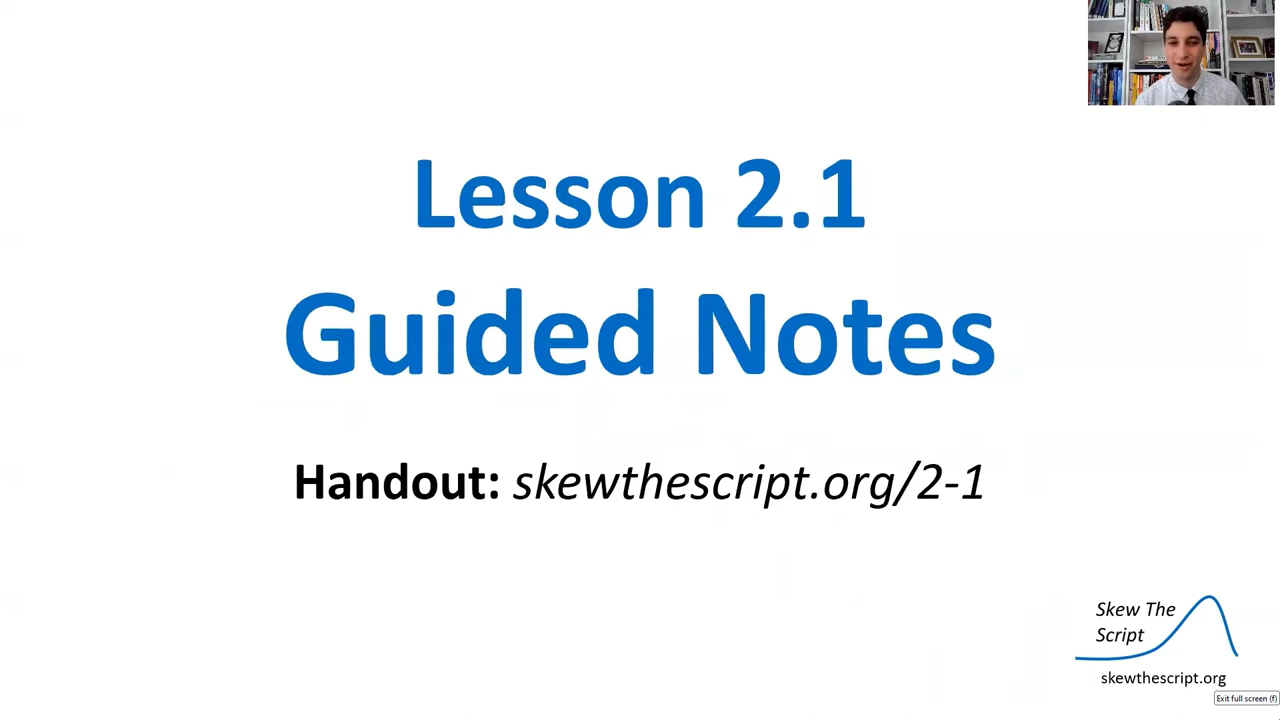 Lesson 2.1
Guided Notes
Handout: skewthescript.org/2-1
Skew The
Script
skewthescript.org
Exit full screen (f)